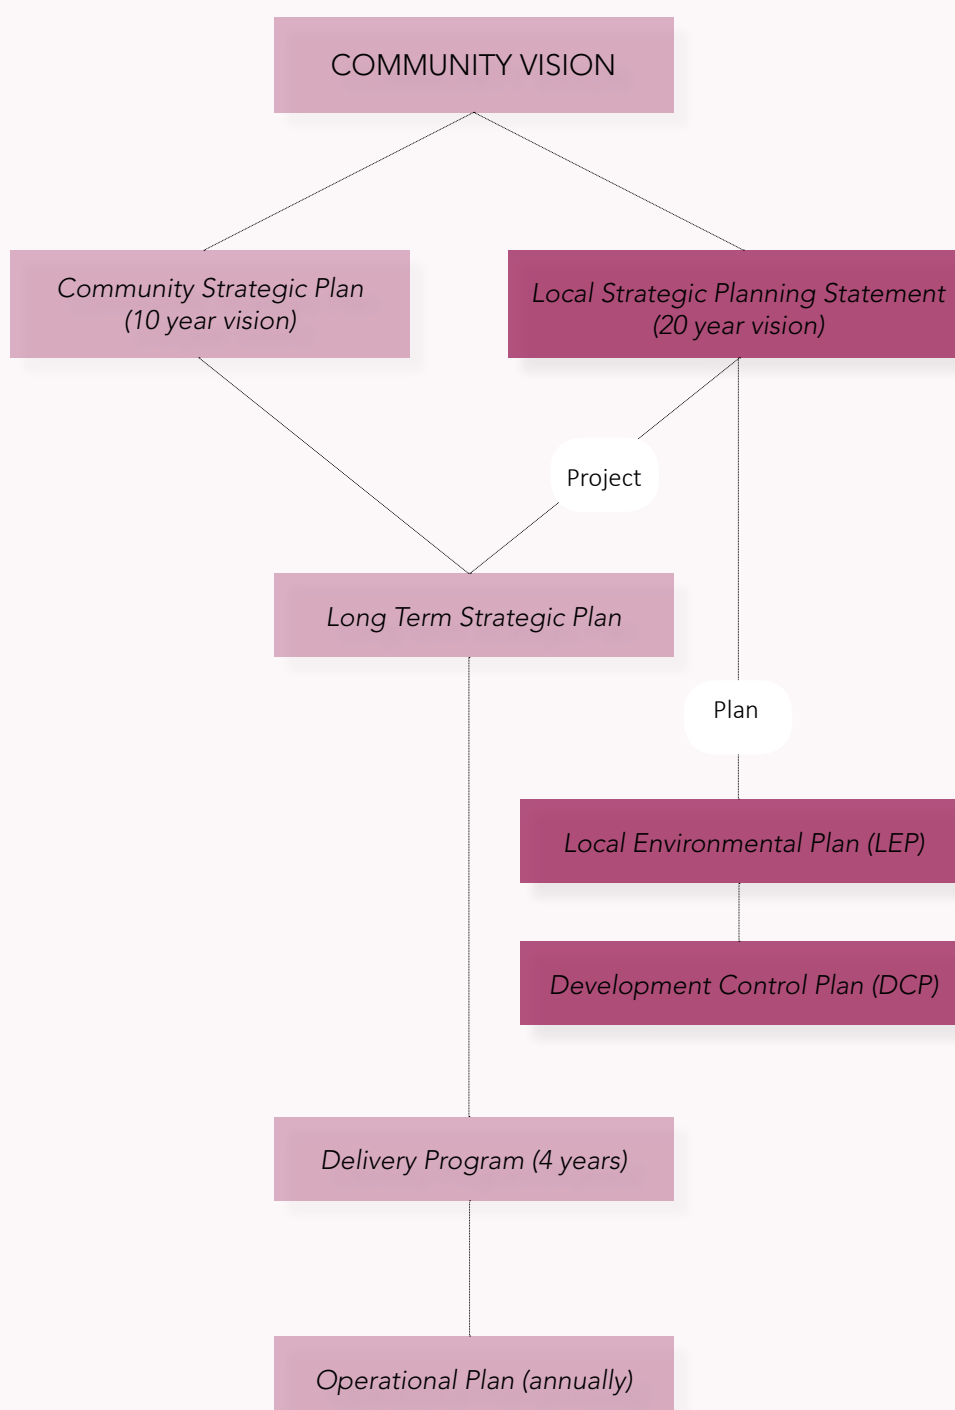 COMMUNITY VISION
Community Strategic Plan
(10 year vision)
Local Strategic Planning Statement
(20 year vision)
Project
Long Term Strategic Plan
Plan
Local Environmental Plan (LEP)
Development Control Plan (DCP)
Delivery Program (4 years)
Operational Plan (annually)